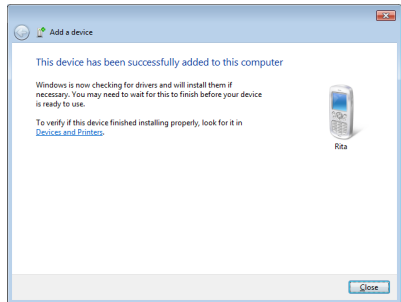 Add a device
This device has been successfully added to this computer
Windows is now checking for drivers and will install them if
necessary. You may need to wait for this to finish before your device
is ready to use.
To verify if this device finished installing properly, look for it in
Devices and Printers.
Rita
Close